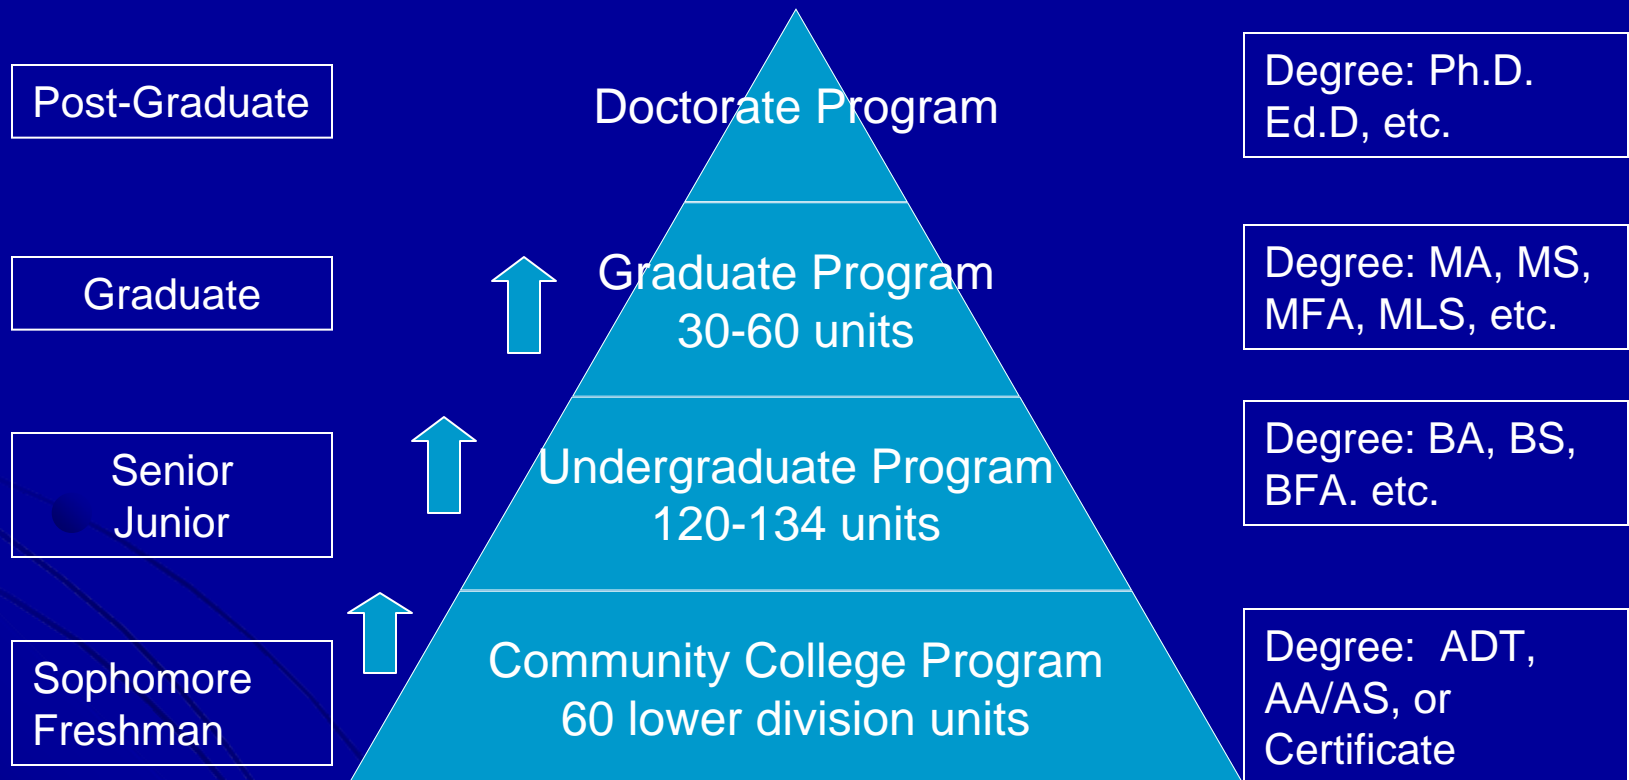 Post-Graduate
Doctorate Program
Degree: Ph.D.
Ed.D, etc.
Graduate
Graduate Program
30-60 units
Degree: MA, MS,
MFA, MLS, etc.
Senior
Junior
Undergraduate Program
120-134 units
Degree: BA, BS,
BFA. etc.
Sophomore
Freshman
Community College Program
60 lower division units
Degree: ADT,
AA/AS, or
Certificate